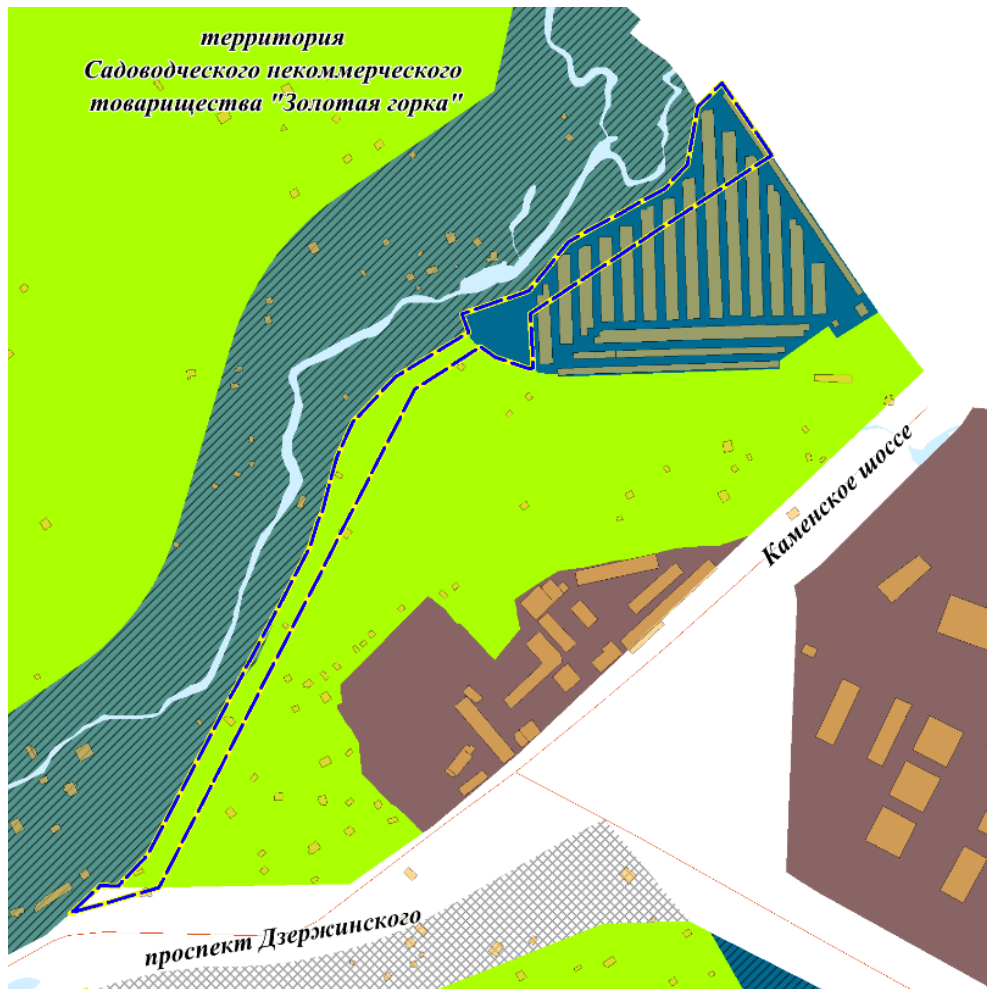 территория
Садоводческого некоммерческого
товарищества "Золотая горка"
Каменское шоссе
проспект Дзержинского